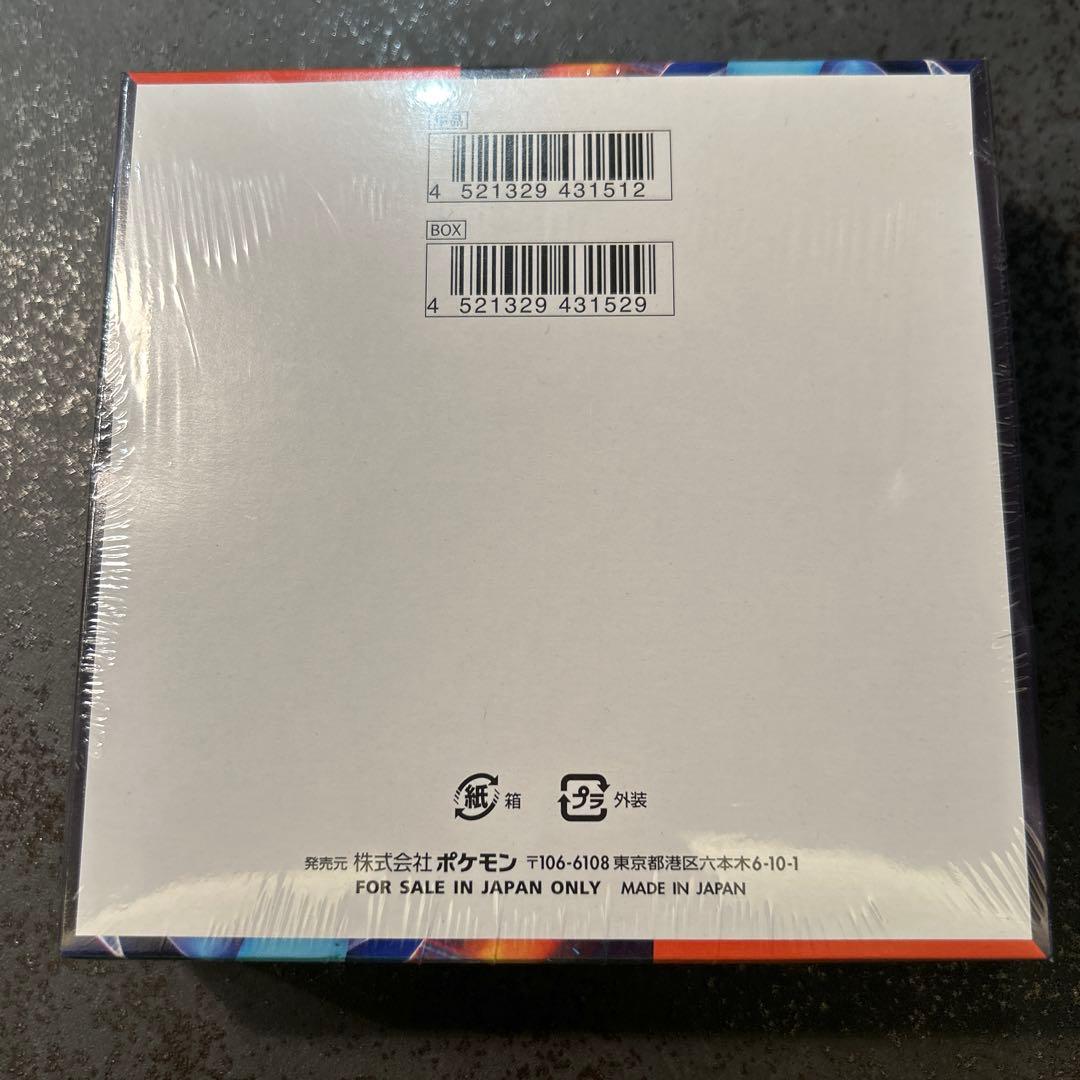 単品
4 521329 431512
BOX
4 521329 431529
紙 箱 プラ 外装
発売元 株式会社ポケモン 〒106-6108 東京都港区六本木6-10-1
FOR SALE IN JAPAN ONLY MADE IN JAPAN